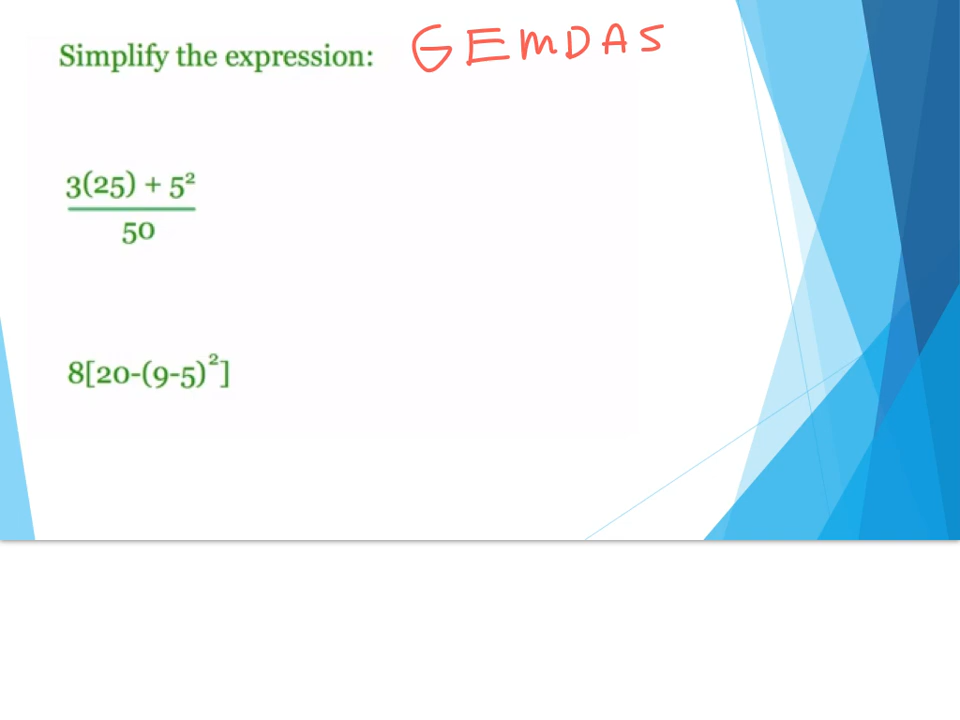 Simplify the expression: GEMDAS
3(25) + 5²
50
8[20-(9-5)²]